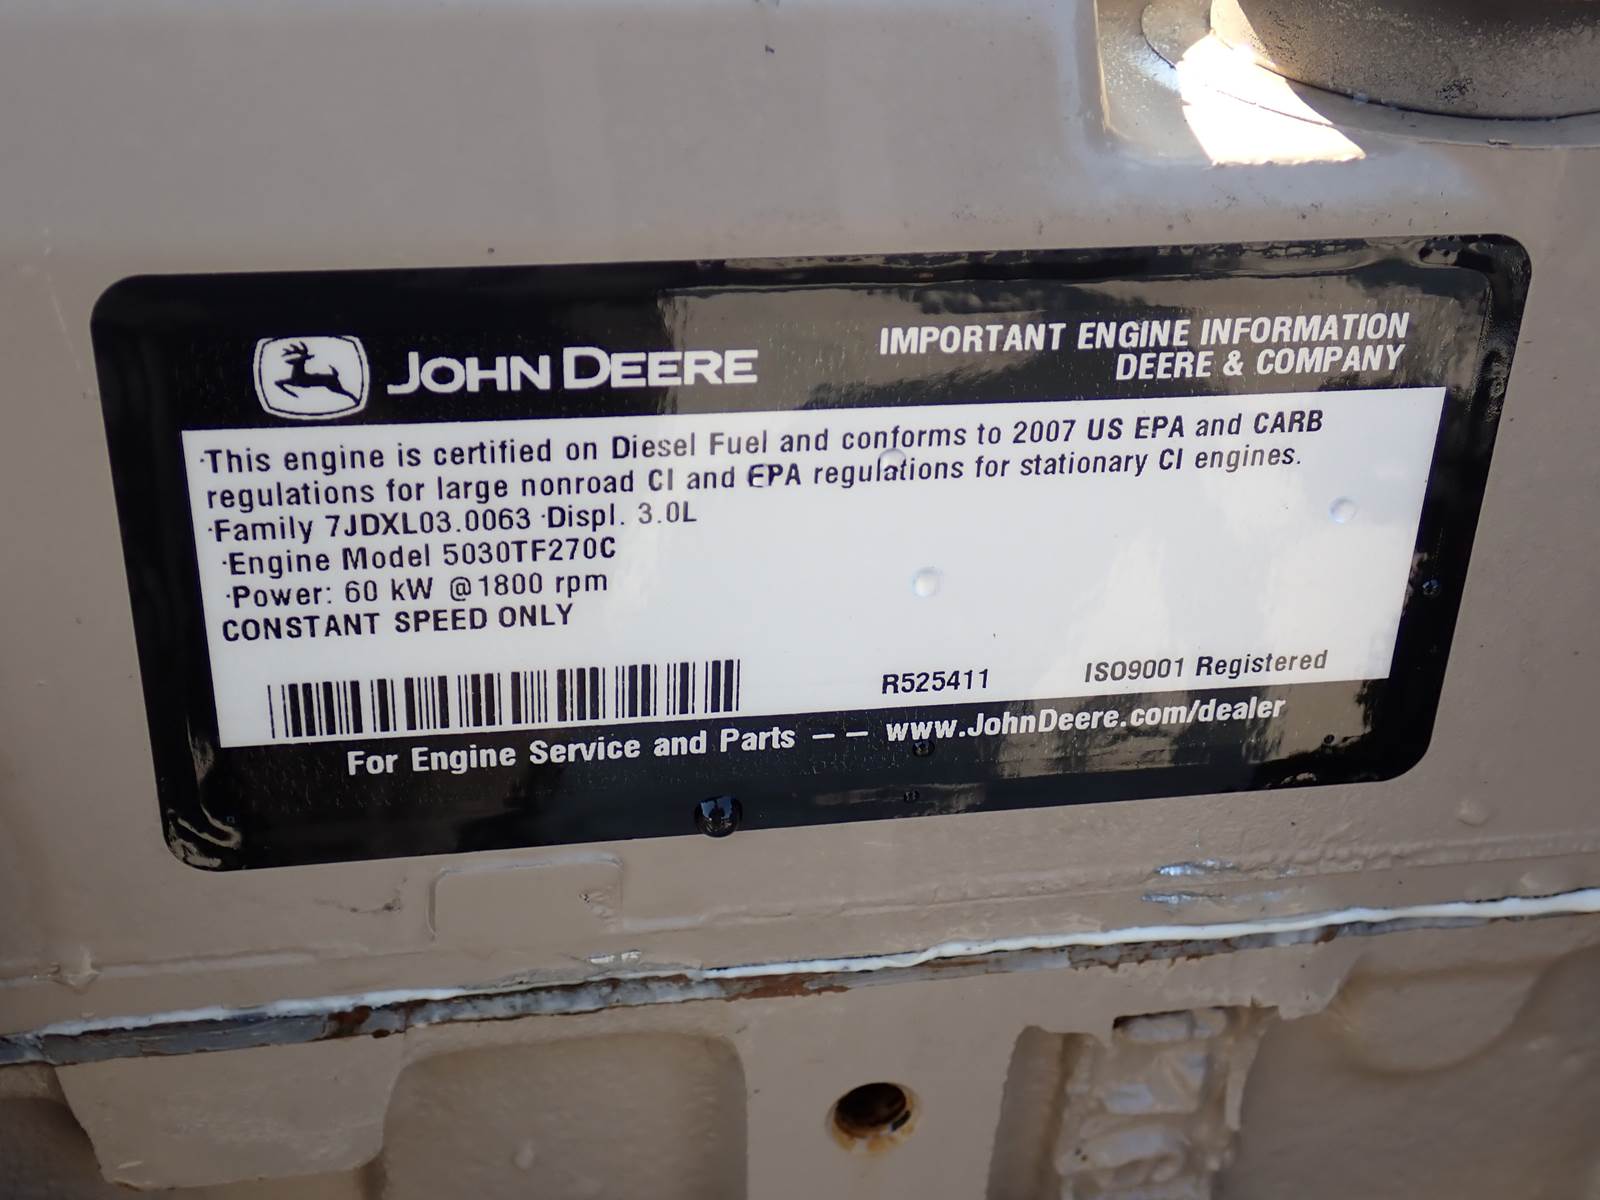 JOHN DEERE
IMPORTANT ENGINE INFORMATION
DEERE & COMPANY
·This engine is certified on Diesel Fuel and conforms to 2007 US EPA and CARB
regulations for large nonroad CI and EPA regulations for stationary CI engines.
·Family 7JDXL03.0063 ·Displ. 3.0L
·Engine Model 5030TF270C
·Power: 60 kW @1800 rpm
CONSTANT SPEED ONLY
R525411
ISO9001 Registered
For Engine Service and Parts -- www.JohnDeere.com/dealer